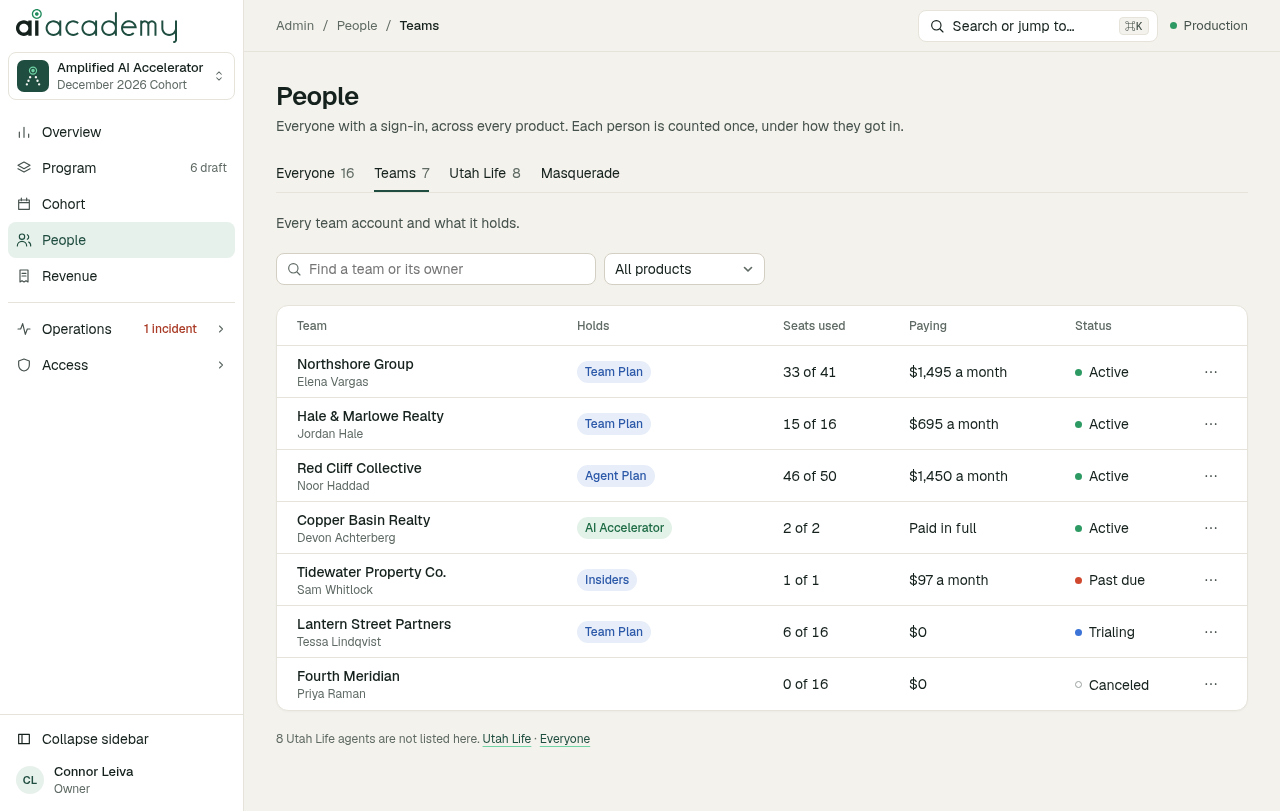 ai academy
Amplified AI Accelerator
December 2026 Cohort
Overview
Program 6 draft
Cohort
People
Revenue
Operations 1 incident
Access
Collapse sidebar
CL
Connor Leiva
Owner
Admin / People / Teams
Search or jump to... ⌘K
Production
People
Everyone with a sign-in, across every product. Each person is counted once, under how they got in.
Everyone 16 Teams 7 Utah Life 8 Masquerade
Every team account and what it holds.
Find a team or its owner All products
Team Holds Seats used Paying Status
Northshore Group
Elena Vargas
Team Plan 33 of 41 $1,495 a month Active ...
Hale & Marlowe Realty
Jordan Hale
Team Plan 15 of 16 $695 a month Active ...
Red Cliff Collective
Noor Haddad
Agent Plan 46 of 50 $1,450 a month Active ...
Copper Basin Realty
Devon Achterberg
AI Accelerator 2 of 2 Paid in full Active ...
Tidewater Property Co.
Sam Whitlock
Insiders 1 of 1 $97 a month Past due ...
Lantern Street Partners
Tessa Lindqvist
Team Plan 6 of 16 $0 Trialing ...
Fourth Meridian
Priya Raman
0 of 16 $0 Canceled ...
8 Utah Life agents are not listed here. Utah Life · Everyone